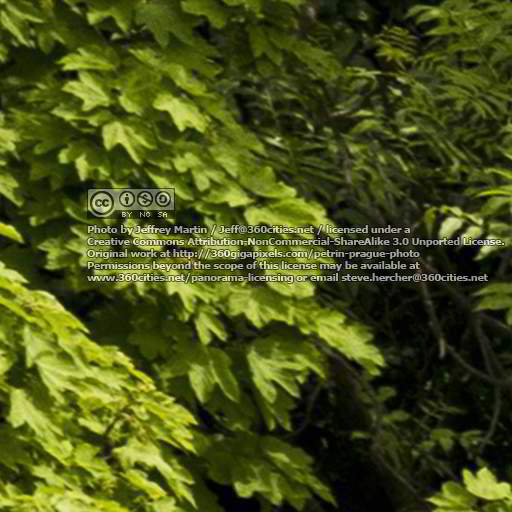 cc BY NC SA
Photo by Jeffrey Martin / Jeff@360cities.net / licensed under a
Creative Commons Attribution-NonCommercial-ShareAlike 3.0 Unported License.
Original work at http://360gigapixels.com/petrin-prague-photo
Permissions beyond the scope of this license may be available at
www.360cities.net/panorama-licensing or email steve.hercher@360cities.net